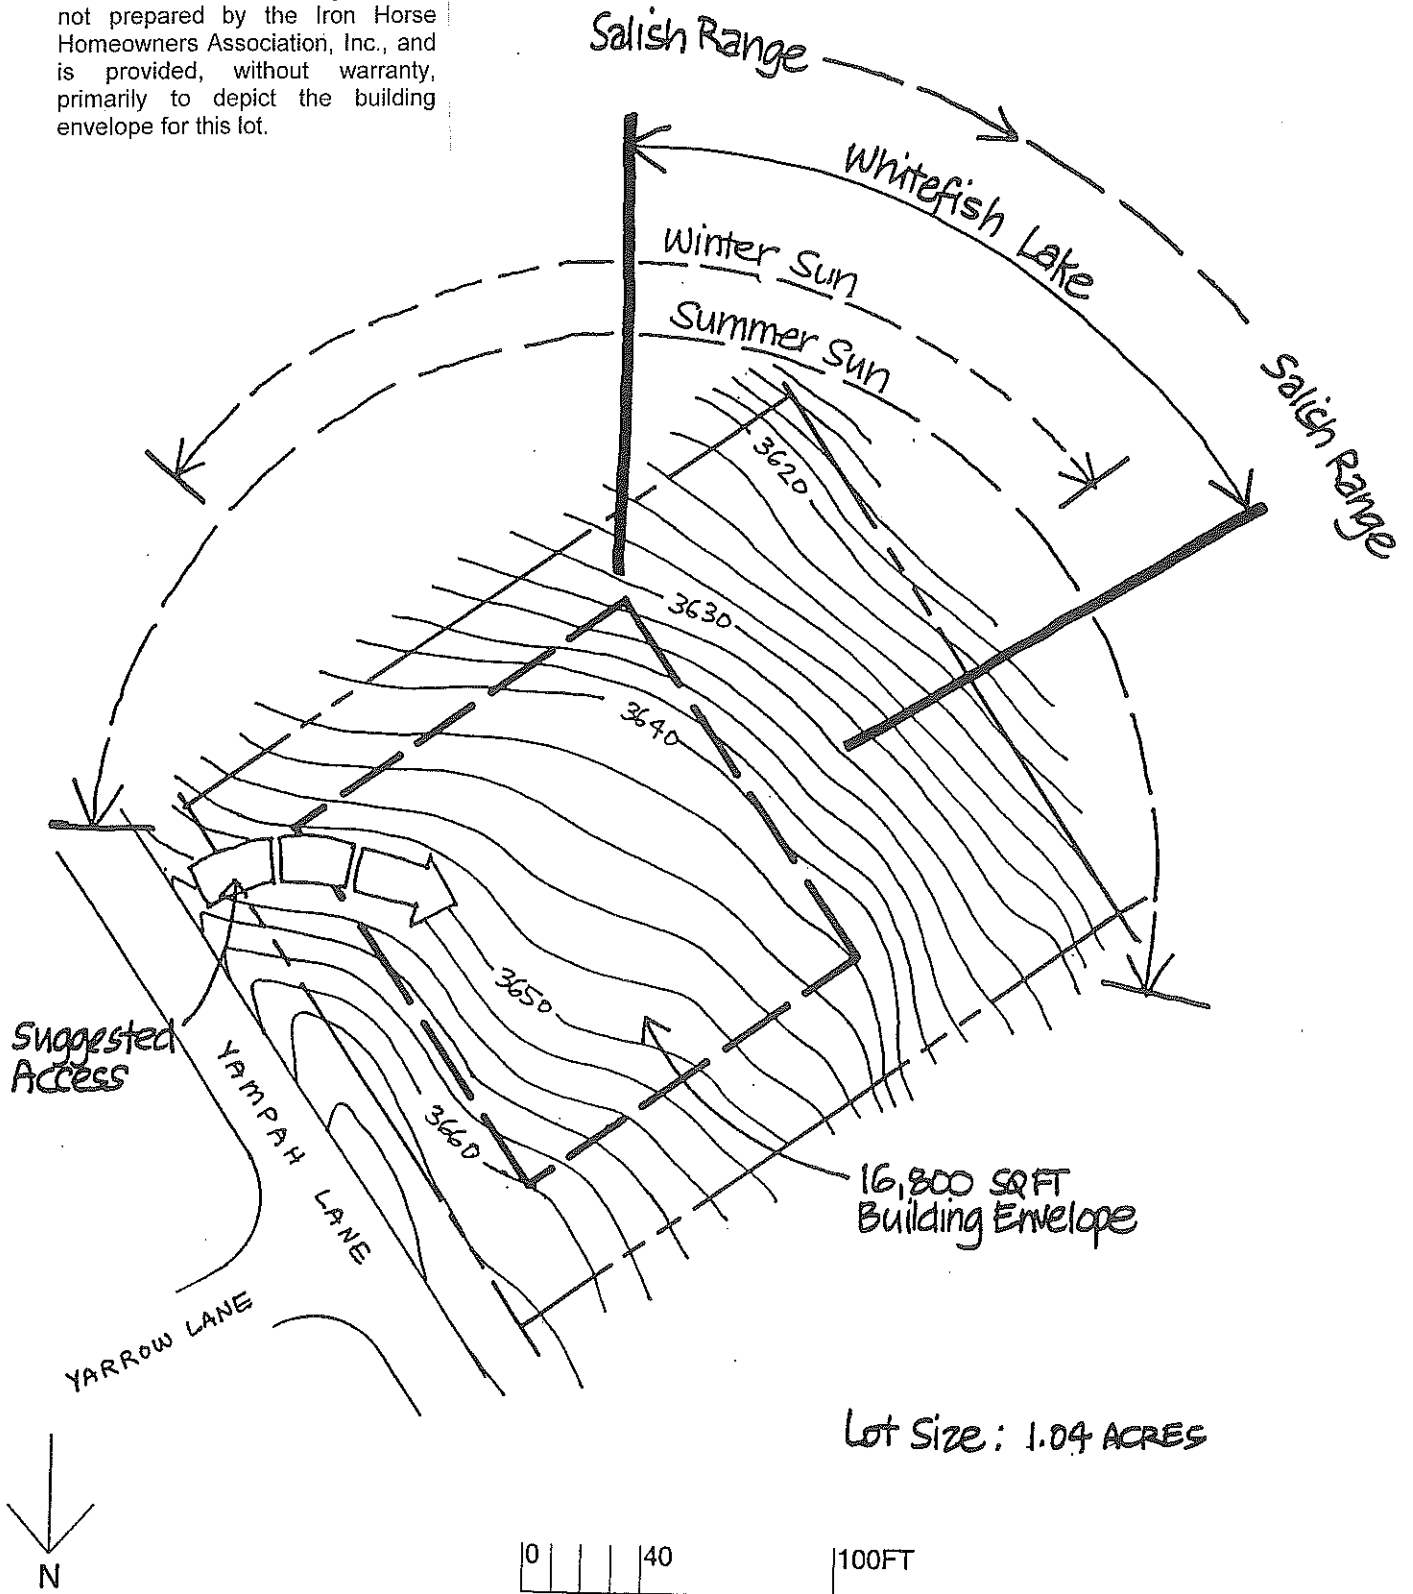 not prepared by the Iron Horse
Homeowners Association, Inc., and
is provided, without warranty,
primarily to depict the building
envelope for this lot.
Salish Range
Whitefish Lake
Winter Sun
Summer Sun
Salish Range
3620
3630
3640
3650
Suggested
Access
YAMPAH LANE
3660
16,800 SQFT
Building Envelope
YARROW LANE
Lot Size: 1.04 ACRES
N
0 40 100FT